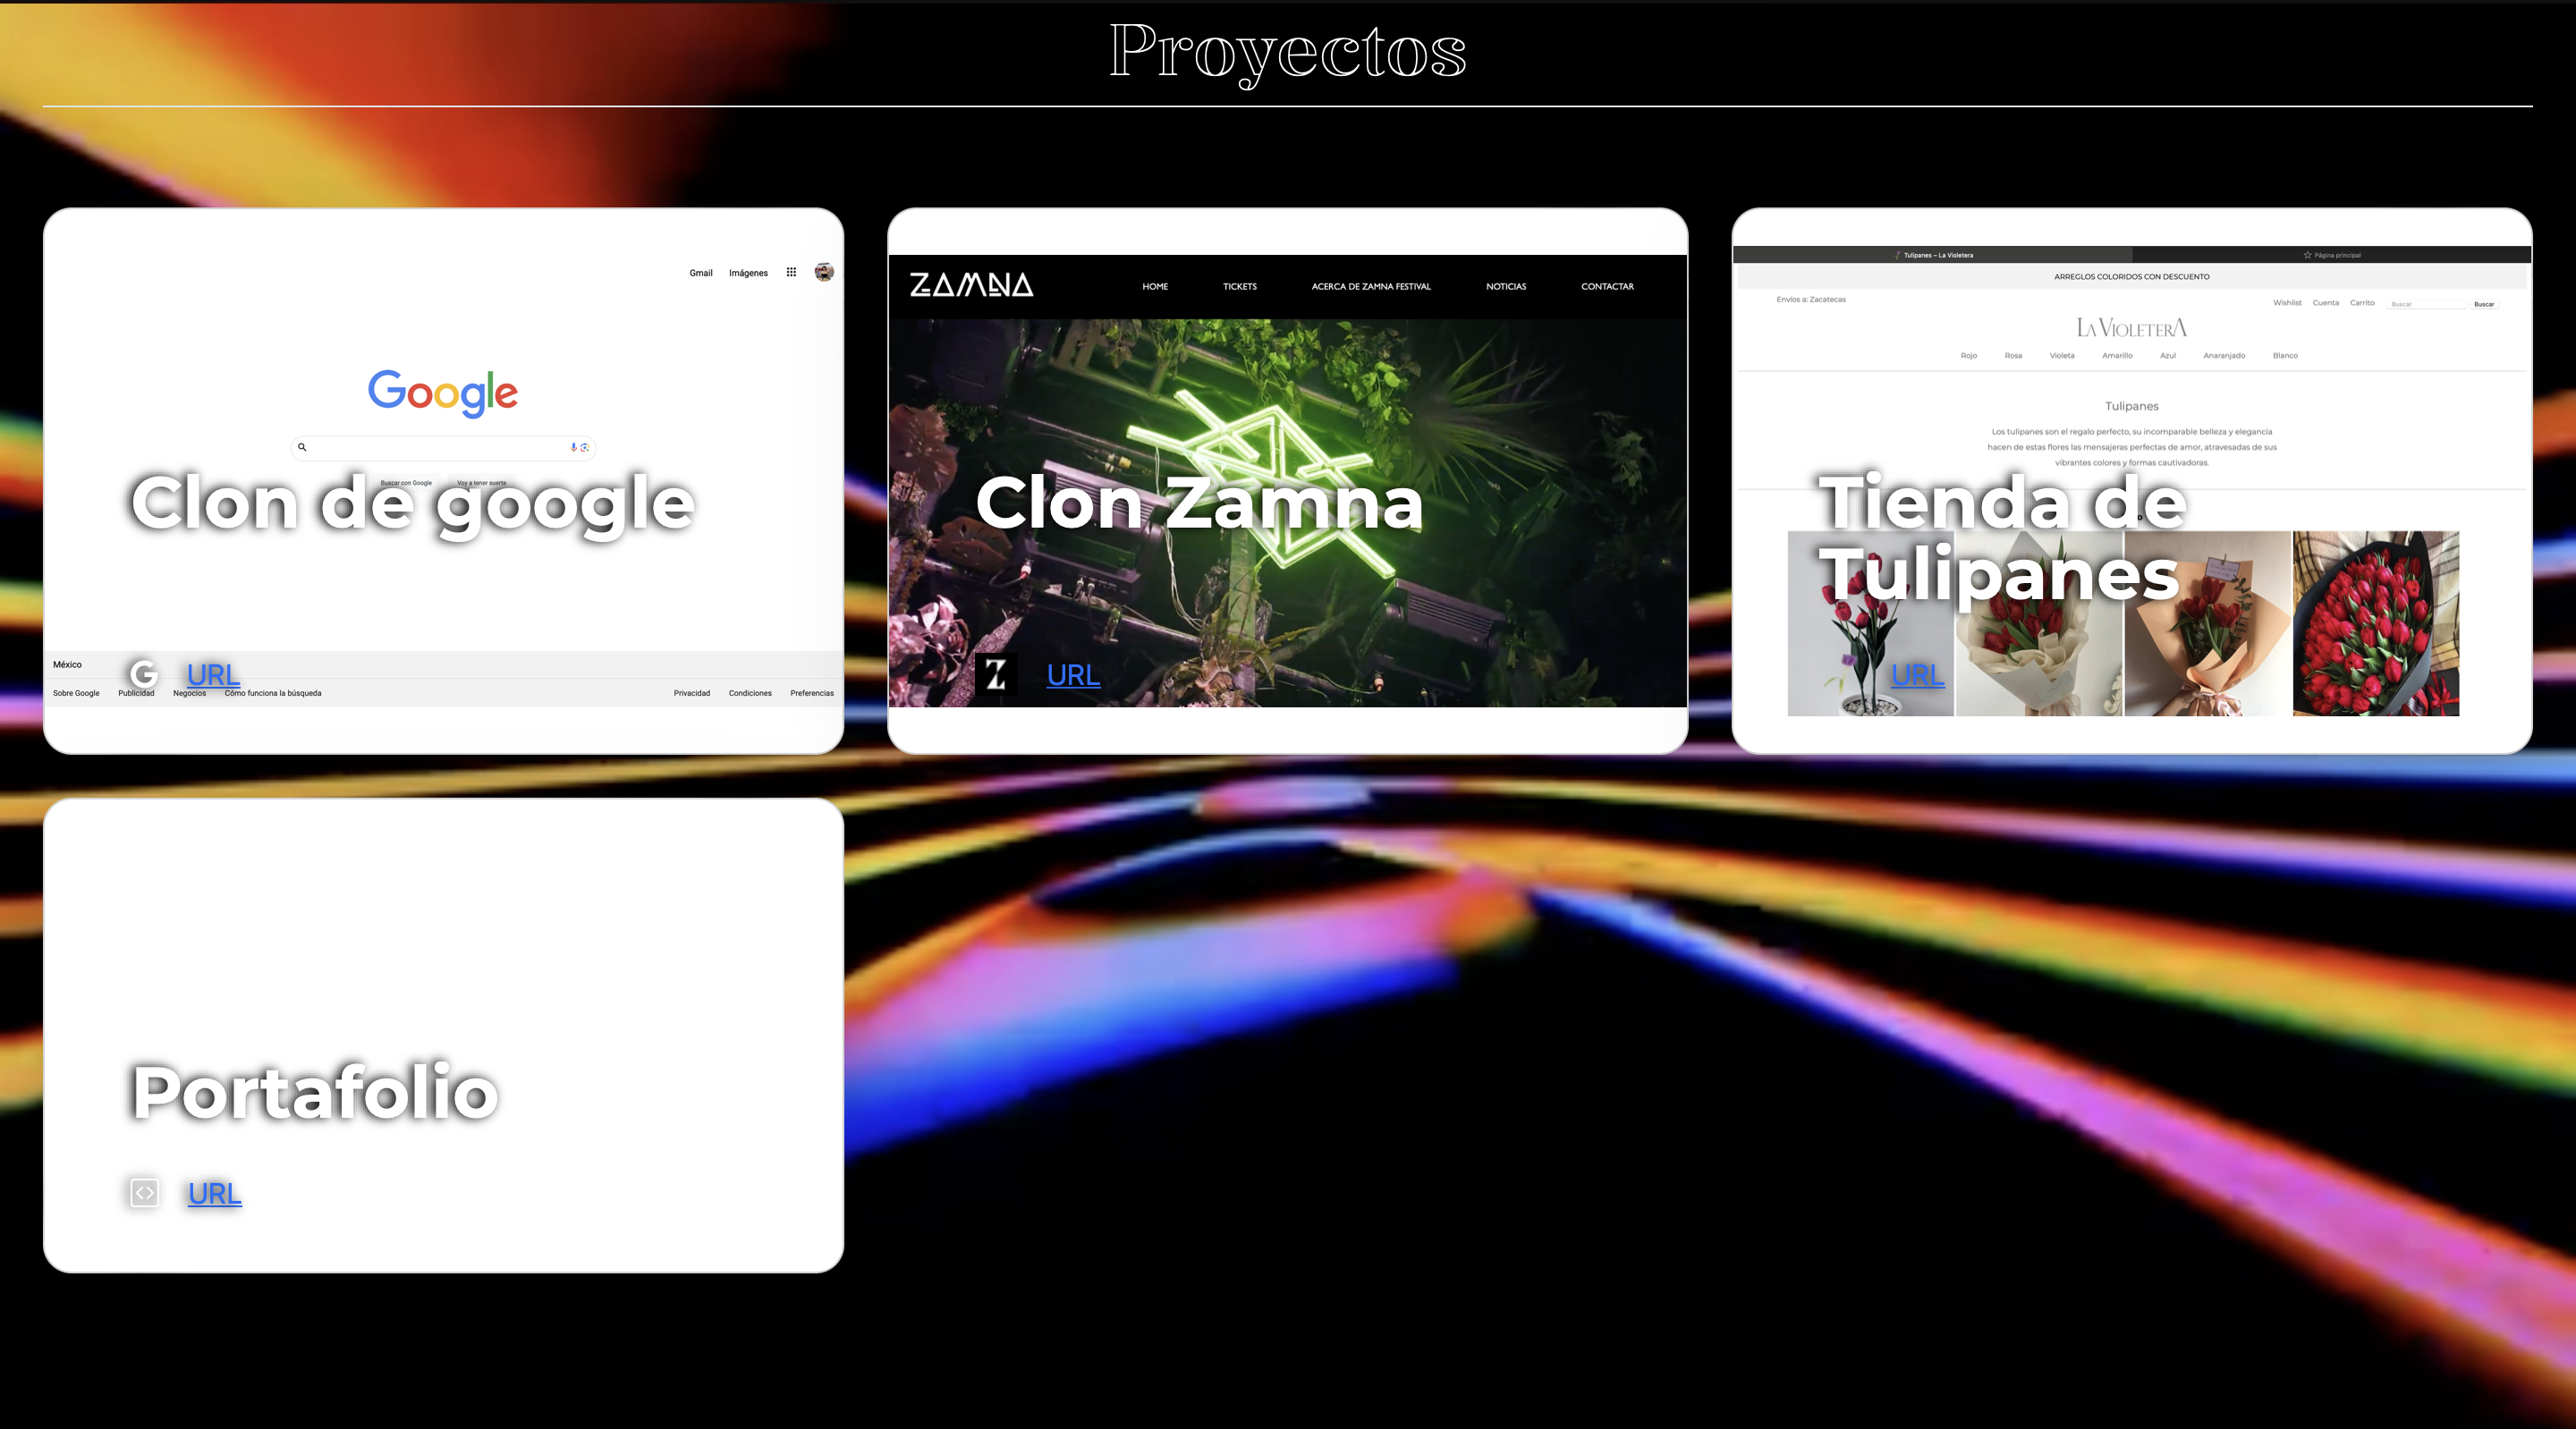 Proyectos
Gmail Imágenes
Google
Buscar con Google Voy a tener suerte
Clon de google
México
G URL
Sobre Google Publicidad Negocios Cómo funciona la búsqueda Privacidad Condiciones Preferencias
ZAMNA HOME TICKETS ACERCA DE ZAMNA FESTIVAL NOTICIAS CONTACTAR
Clon Zamna
Z URL
Tulipanes – La Violetera Página principal
ARREGLOS COLORIDOS CON DESCUENTO
Envíos a: Zacatecas Wishlist Cuenta Carrito Buscar Buscar
LA VIOLETERA
Rojo Rosa Violeta Amarillo Azul Anaranjado Blanco
Tulipanes
Los tulipanes son el regalo perfecto, su incomparable belleza y elegancia
hacen de estas flores las mensajeras perfectas de amor, atravesadas de sus
vibrantes colores y formas cautivadoras.
Tienda de
Tulipanes
URL
Portafolio
URL